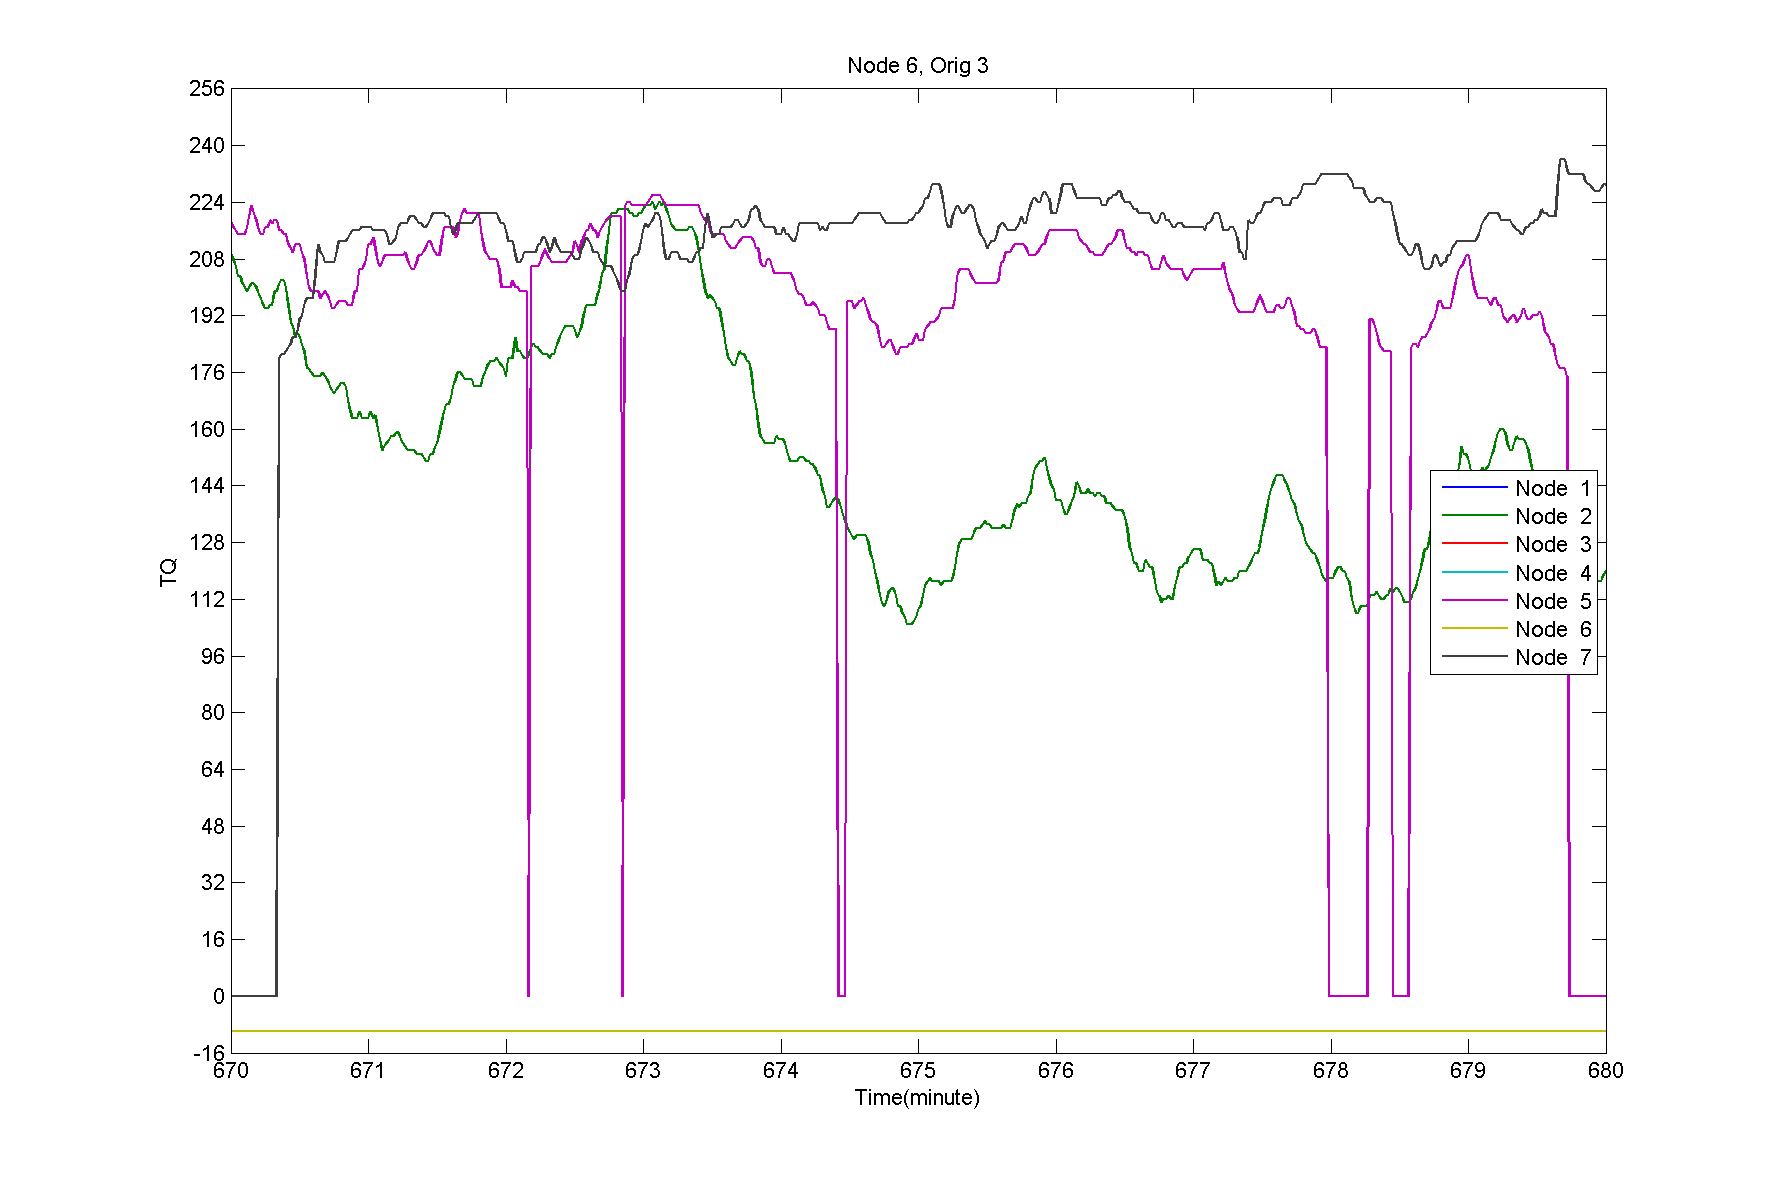 Node 6, Orig 3
256
240
224
208
192
176
160
144
128
112
96
80
64
48
32
16
0
-16
TQ
Node 1
Node 2
Node 3
Node 4
Node 5
Node 6
Node 7
670 671 672 673 674 675 676 677 678 679 680
Time(minute)